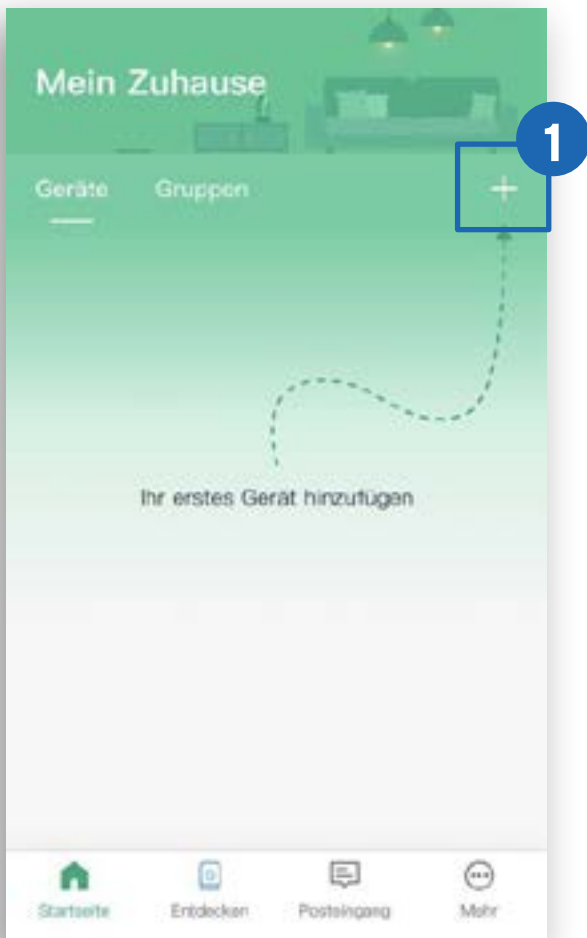 Mein Zuhause
1
Geräte Gruppen +
Ihr erstes Gerät hinzufügen
Startseite Entdecken Posteingang Mehr